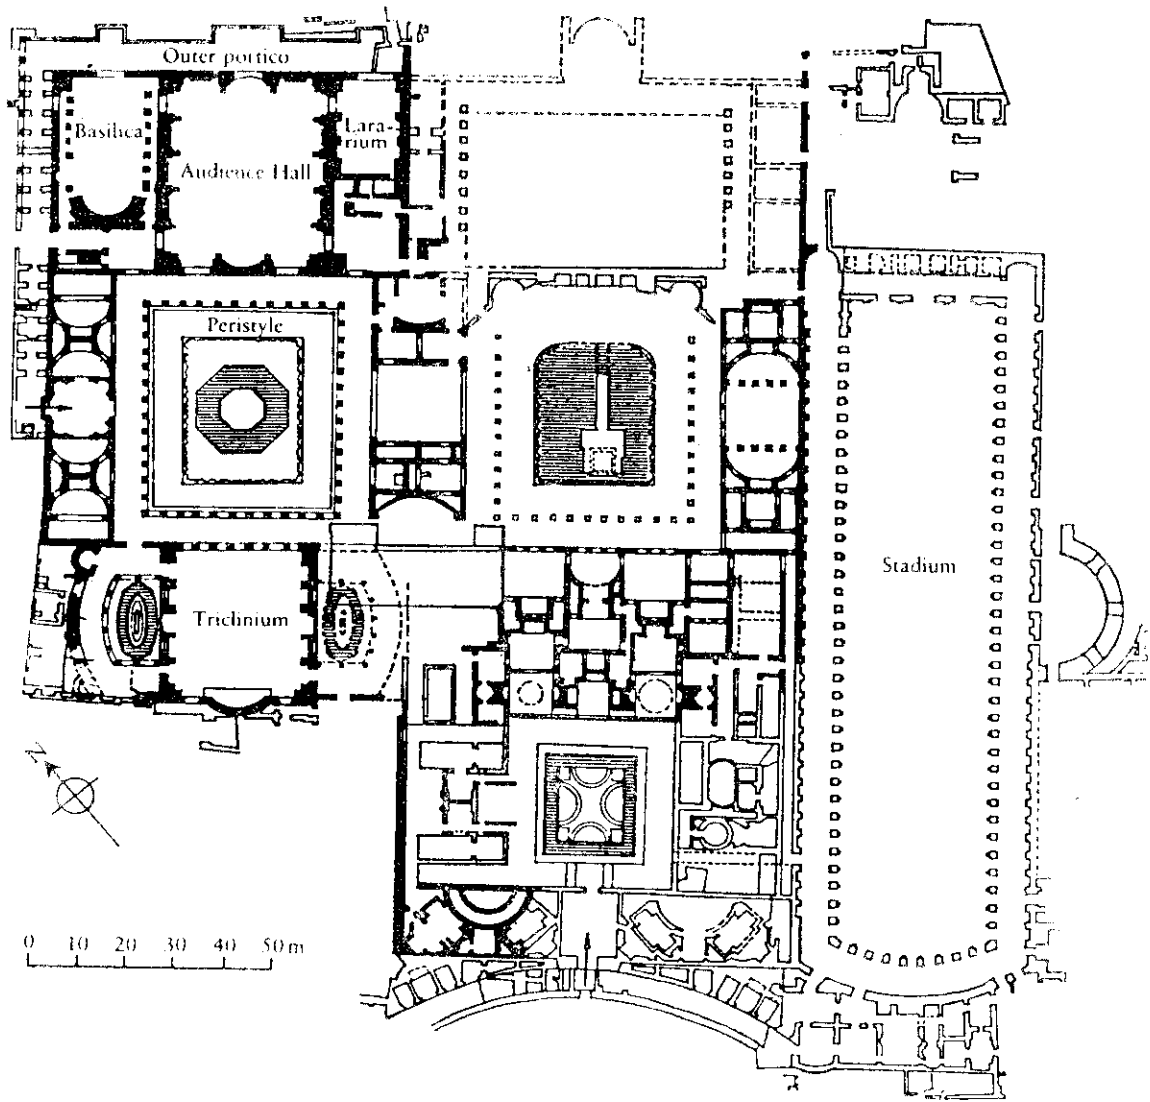 Outer portico
Basilica
Audience Hall
Lara-
rium
Peristyle
Triclinium
Stadium
N
0 10 20 30 40 50 m